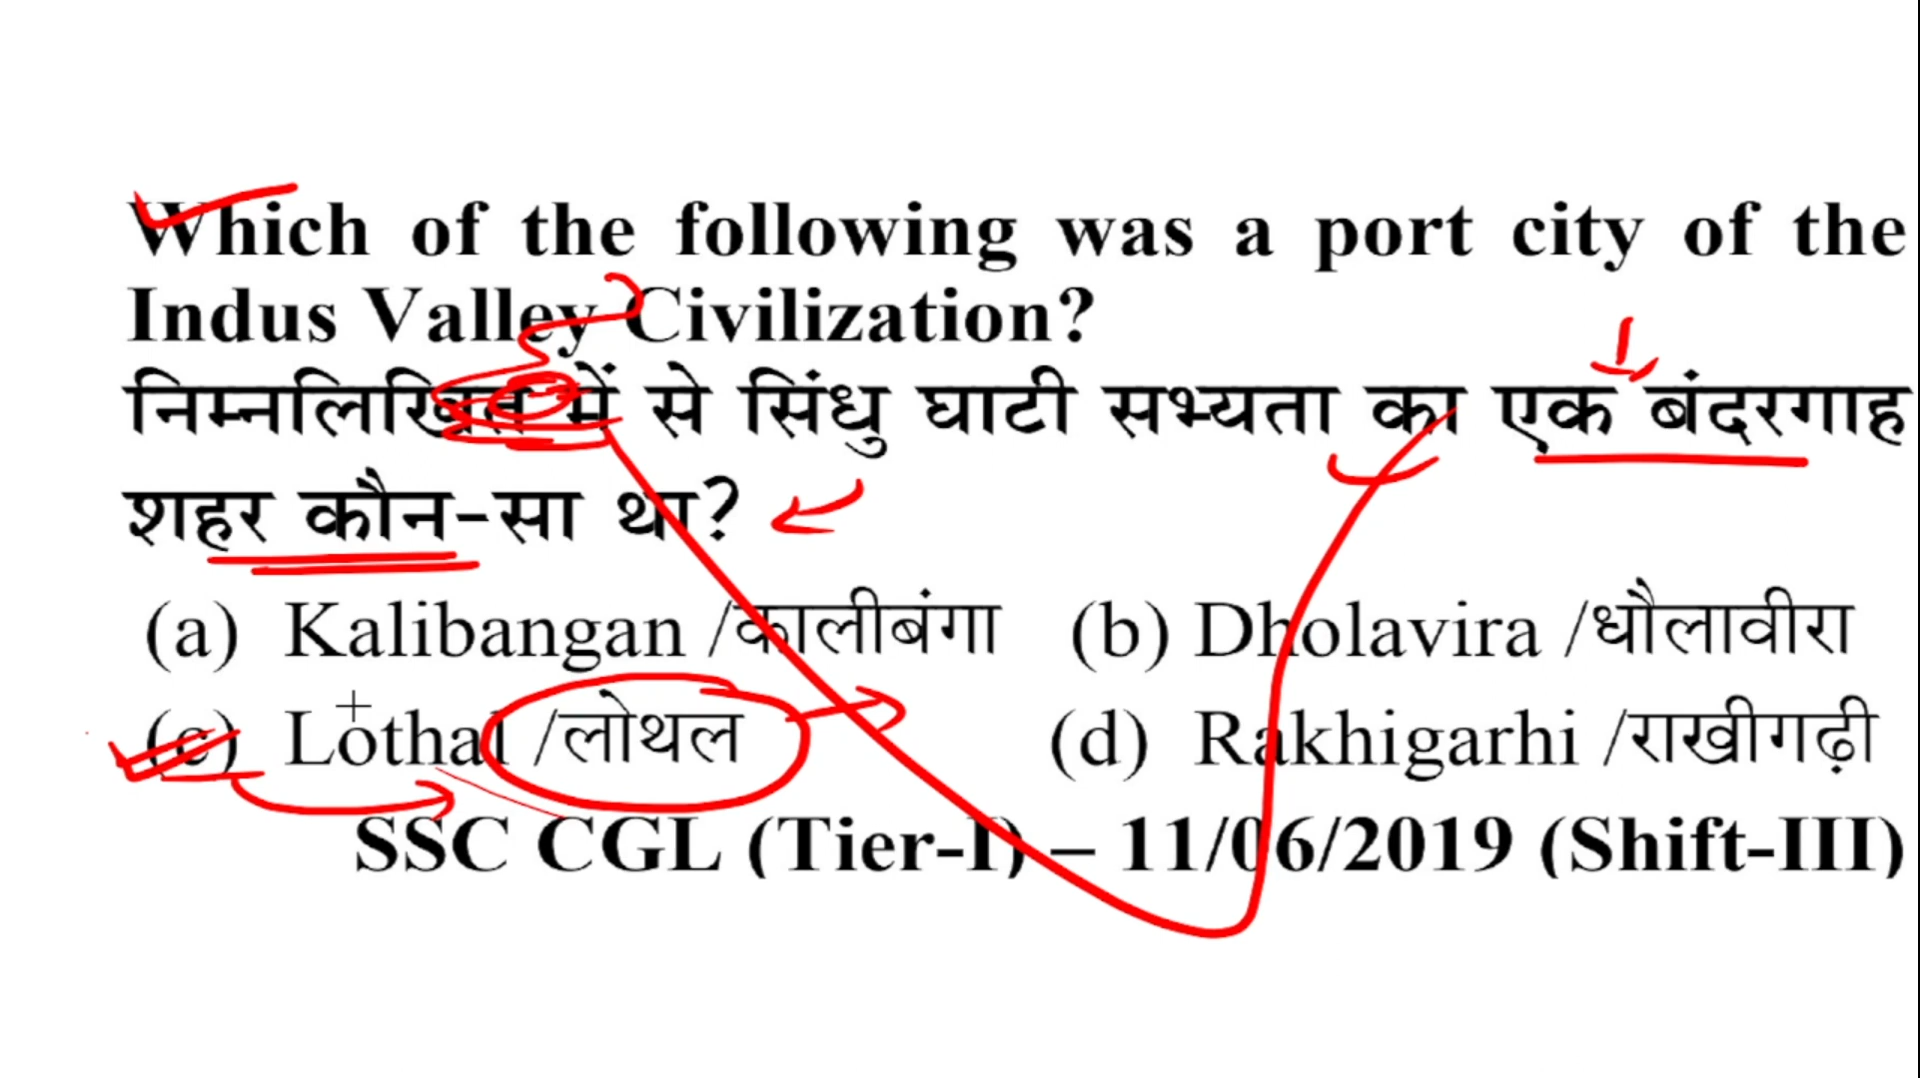 Which of the following was a port city of the
Indus Valley Civilization?
निम्नलिखित में से सिंधु घाटी सभ्यता का एक बंदरगाह
शहर कौन-सा था?
(a) Kalibangan /कालीबंगा (b) Dholavira /धौलावीरा
(c) Lothal /लोथल (d) Rakhigarhi /राखीगढ़ी
SSC CGL (Tier-I) – 11/06/2019 (Shift-III)